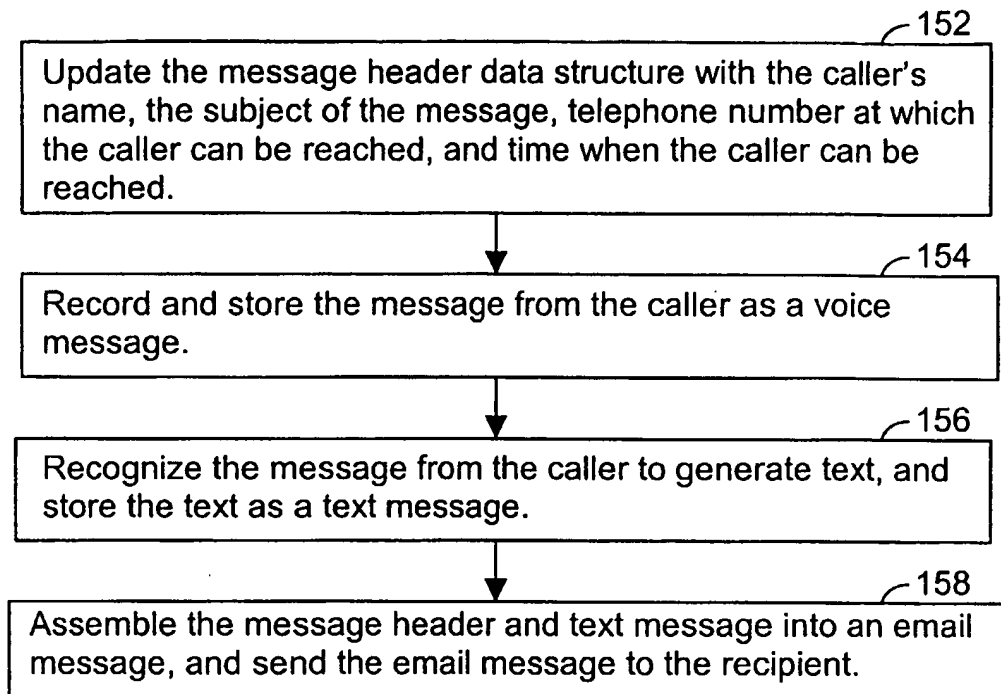 152
Update the message header data structure with the caller's
name, the subject of the message, telephone number at which
the caller can be reached, and time when the caller can be
reached.
154
Record and store the message from the caller as a voice
message.
156
Recognize the message from the caller to generate text, and
store the text as a text message.
158
Assemble the message header and text message into an email
message, and send the email message to the recipient.